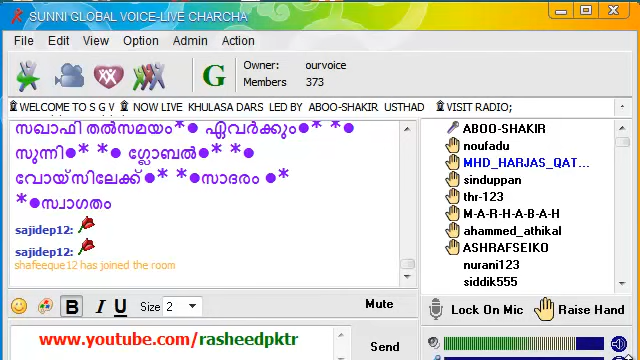 SUNNI GLOBAL VOICE-LIVE CHARCHA
File Edit View Option Admin Action
Owner: ourvoice
Members 373
G
WELCOME TO S G V NOW LIVE KHULASA DARS LED BY ABOO-SHAKIR USTHAD VISIT RADIO;
സഖാഫി തൽസമയം*● ഏവർക്കും●* *●
സുന്നി●* *● ഗ്ലോബൽ●* *●
വോയ്സിലേക്ക്●* *●സാദരം ●*
*●സ്വാഗതം
sajidep12:
sajidep12:
shafeeque12 has joined the room
ABOO-SHAKIR
noufadu
MHD_HARJAS_QAT...
sinduppan
thr-123
M-A-R-H-A-B-A-H
ahammed_athikal
ASHRAFSEIKO
nurani123
siddik555
B I U Size 2 Mute
Lock On Mic Raise Hand
www.youtube.com/rasheedpktr
Send